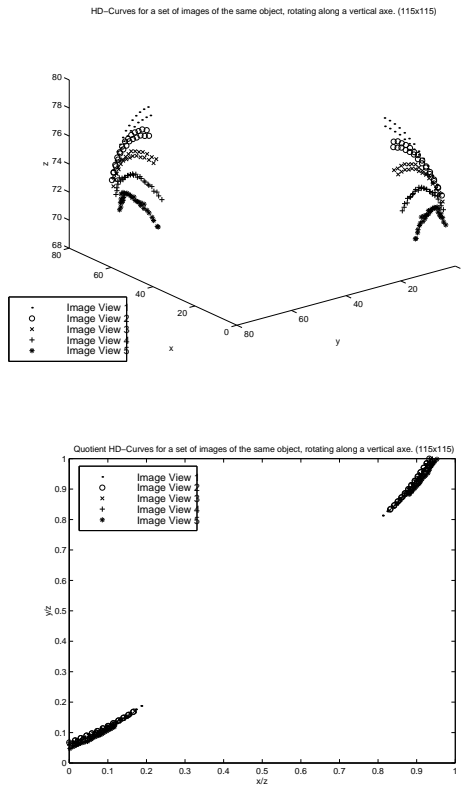 HD−Curves for a set of images of the same object, rotating along a vertical axe. (115x115)
80
78
76
74
72
70
68
z
80
60
40
20
0
x
80
60
40
20
y
Image View 1
Image View 2
Image View 3
Image View 4
Image View 5
Quotient HD−Curves for a set of images of the same object, rotating along a vertical axe. (115x115)
Image View 1
Image View 2
Image View 3
Image View 4
Image View 5
1
0.9
0.8
0.7
0.6
0.5
0.4
0.3
0.2
0.1
0
y/z
0 0.1 0.2 0.3 0.4 0.5 0.6 0.7 0.8 0.9 1
x/z